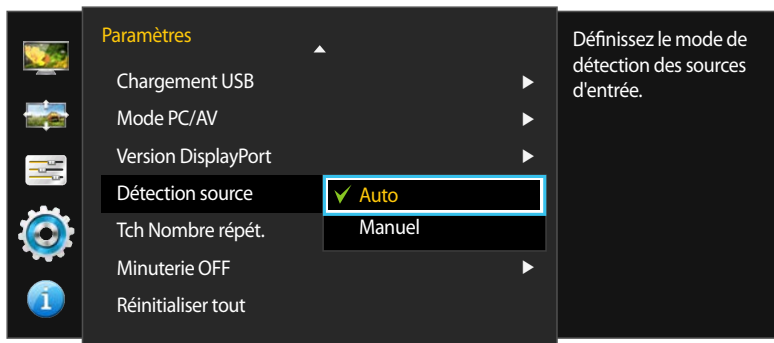 Paramètres
Chargement USB
Mode PC/AV
Version DisplayPort
Détection source
Auto
Manuel
Tch Nombre répét.
Minuterie OFF
Réinitialiser tout
Définissez le mode de
détection des sources
d'entrée.